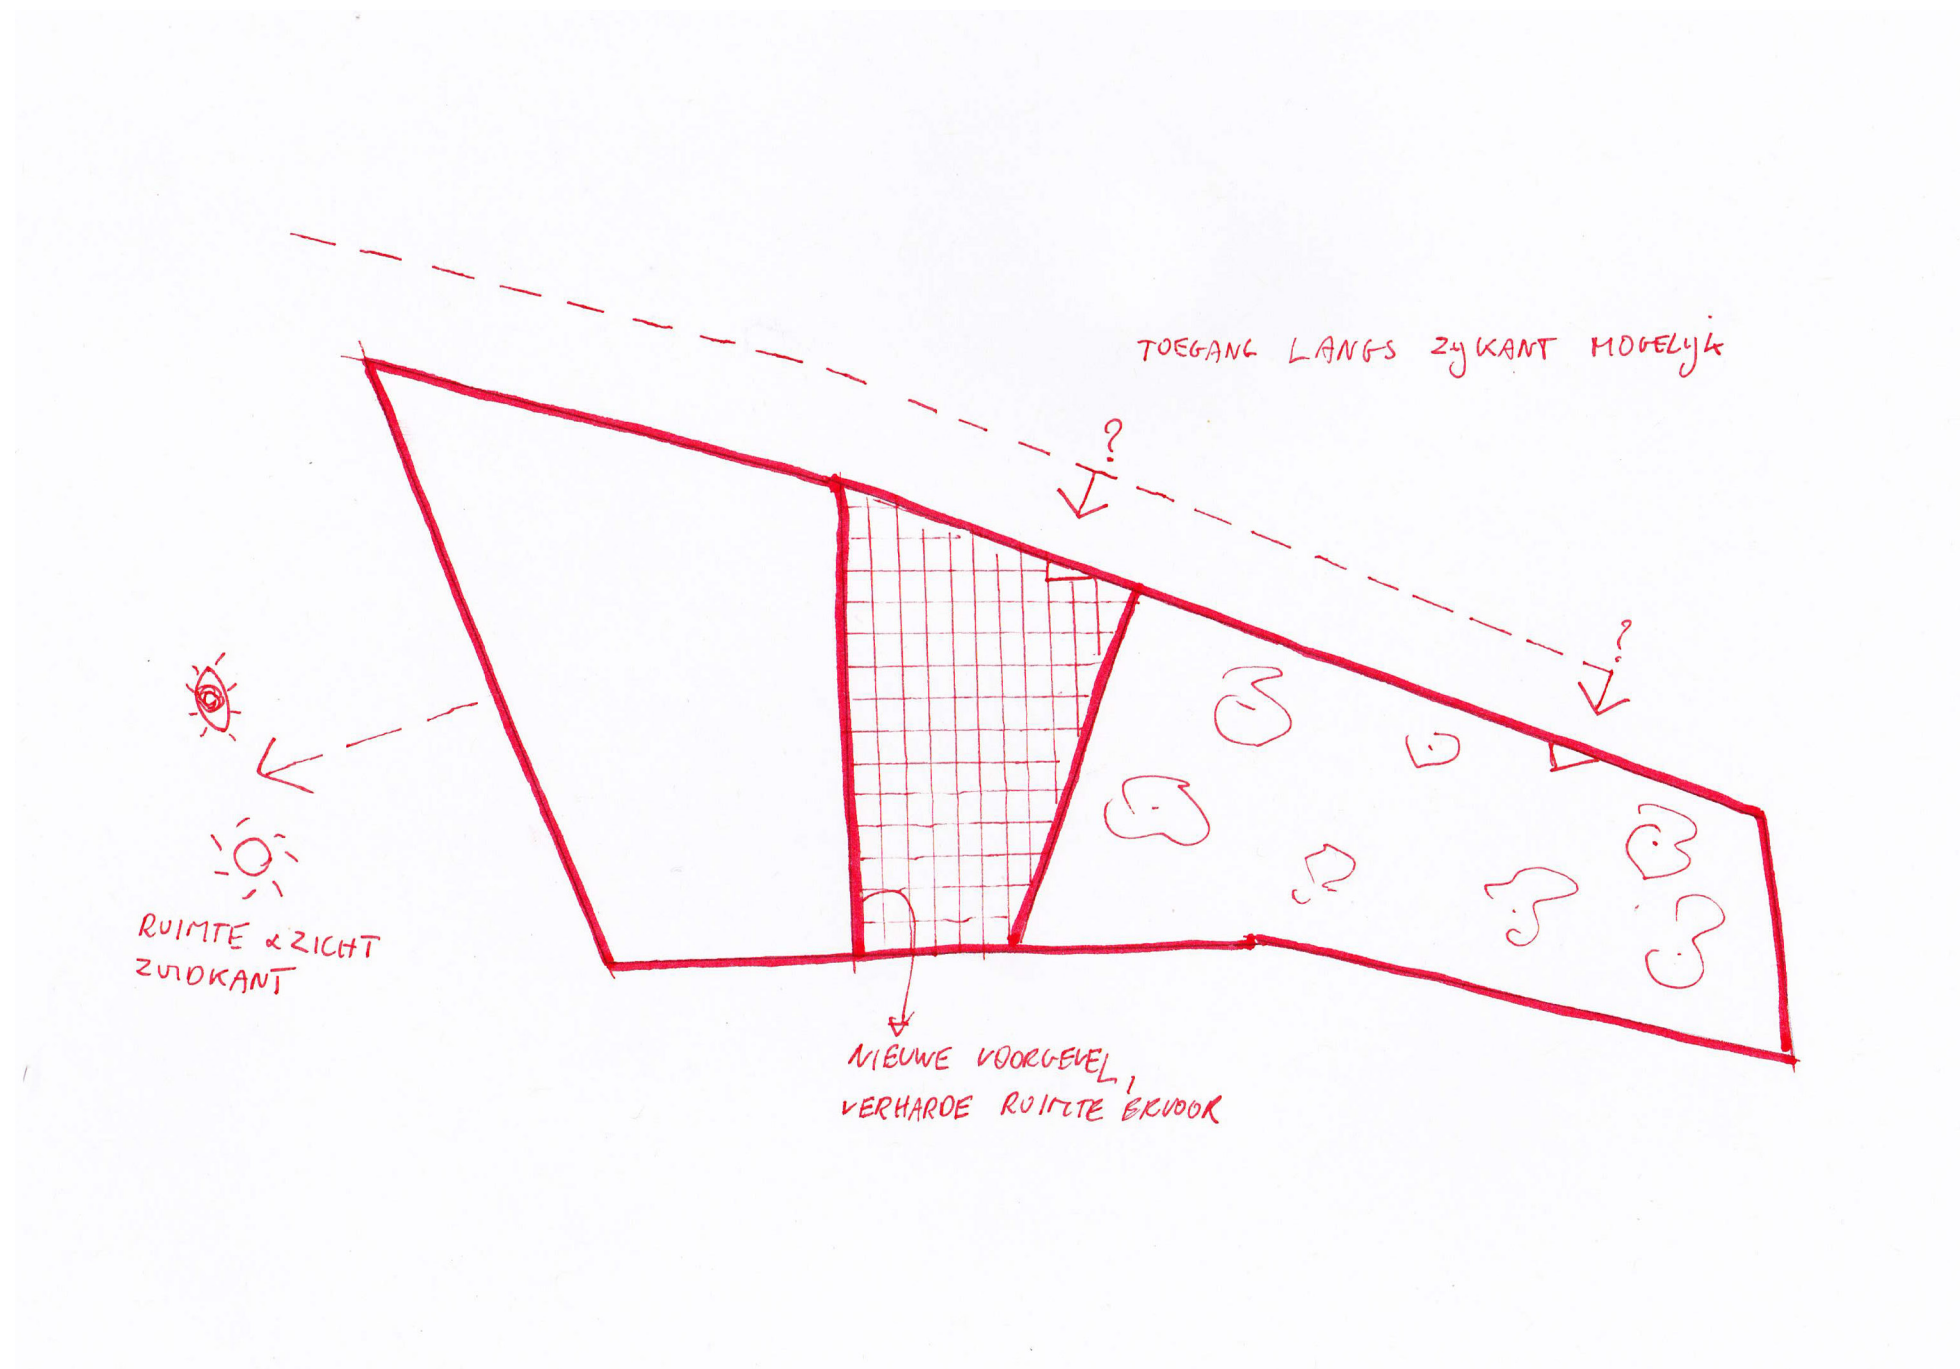 TOEGANG LANGS ZIJKANT MOGELIJK
?
?
RUIMTE & ZICHT
ZUIDKANT
NIEUWE VOORGEVEL,
VERHARDE RUIMTE ERVOOR